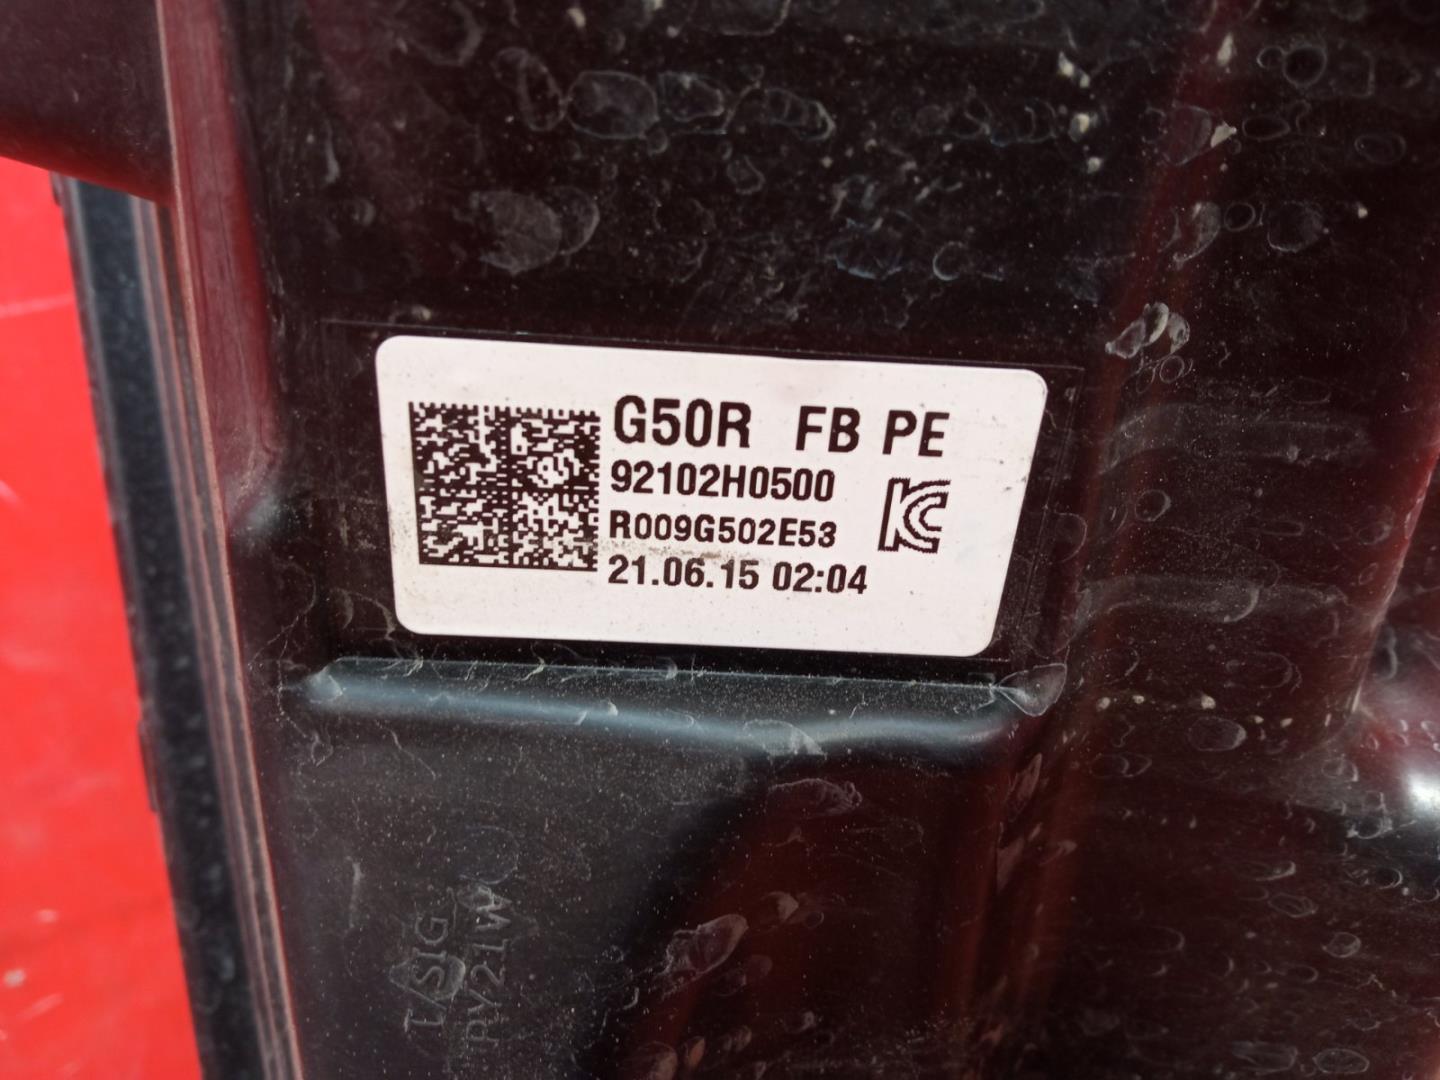 G50R FB PE
92102H0500
R009G502E53
21.06.15 02:04
T/SIG
PY21W